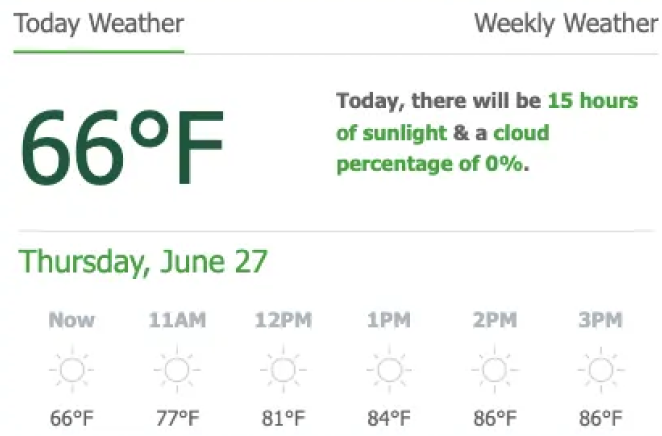 Today Weather Weekly Weather
66°F
Today, there will be 15 hours
of sunlight & a cloud
percentage of 0%.
Thursday, June 27
Now 11AM 12PM 1PM 2PM 3PM
66°F 77°F 81°F 84°F 86°F 86°F